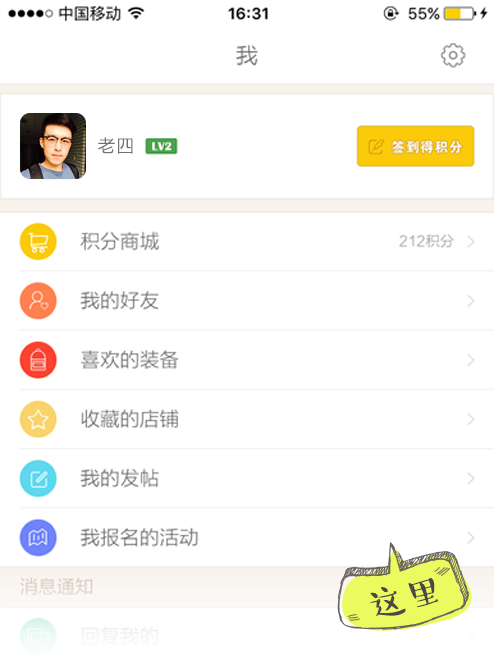 中国移动 16:31 55%
我
老四 LV2 签到得积分
积分商城 212积分
我的好友
喜欢的装备
收藏的店铺
我的发帖
我报名的活动
消息通知
这里
回复我的